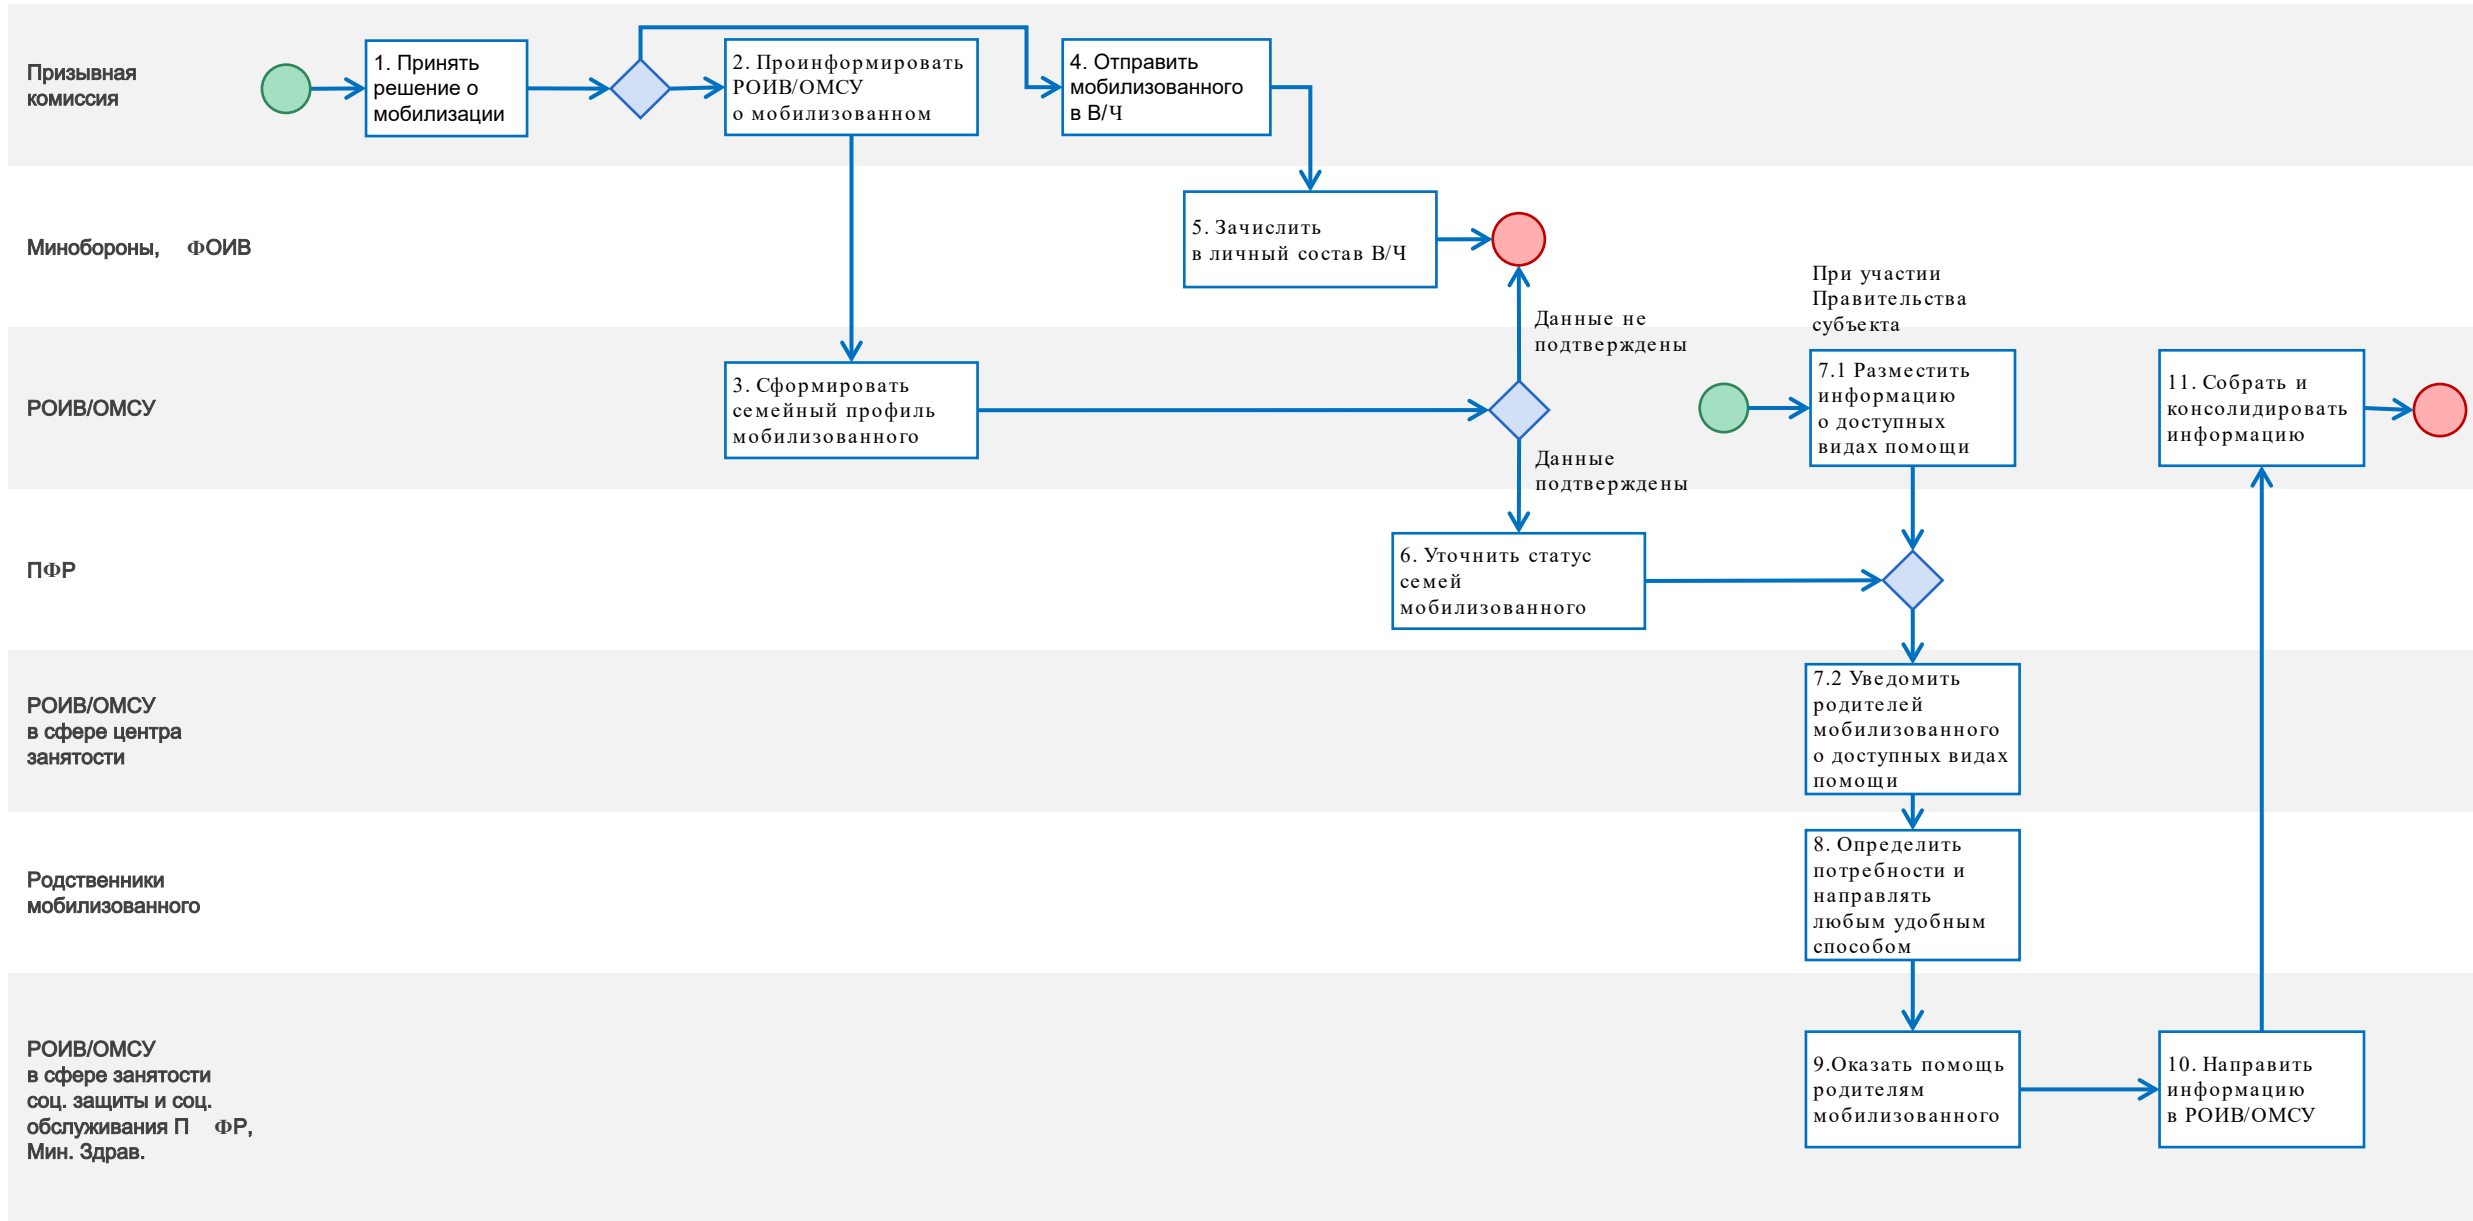 Призывная
комиссия
1. Принять
решение о
мобилизации
2. Проинформировать
РОИВ/ОМСУ
о мобилизованном
4. Отправить
мобилизованного
в В/Ч
Минобороны, ФОИВ
5. Зачислить
в личный состав В/Ч
Данные не
подтверждены
При участии
Правительства
субъекта
РОИВ/ОМСУ
3. Сформировать
семейный профиль
мобилизованного
Данные
подтверждены
7.1 Разместить
информацию
о доступных
видах помощи
11. Собрать и
консолидировать
информацию
ПФР
6. Уточнить статус
семей
мобилизованного
РОИВ/ОМСУ
в сфере центра
занятости
7.2 Уведомить
родителей
мобилизованного
о доступных видах
помощи
Родственники
мобилизованного
8. Определить
потребности и
направлять
любым удобным
способом
РОИВ/ОМСУ
в сфере занятости
соц. защиты и соц.
обслуживания П ФР,
Мин. Здрав.
9.Оказать помощь
родителям
мобилизованного
10. Направить
информацию
в РОИВ/ОМСУ